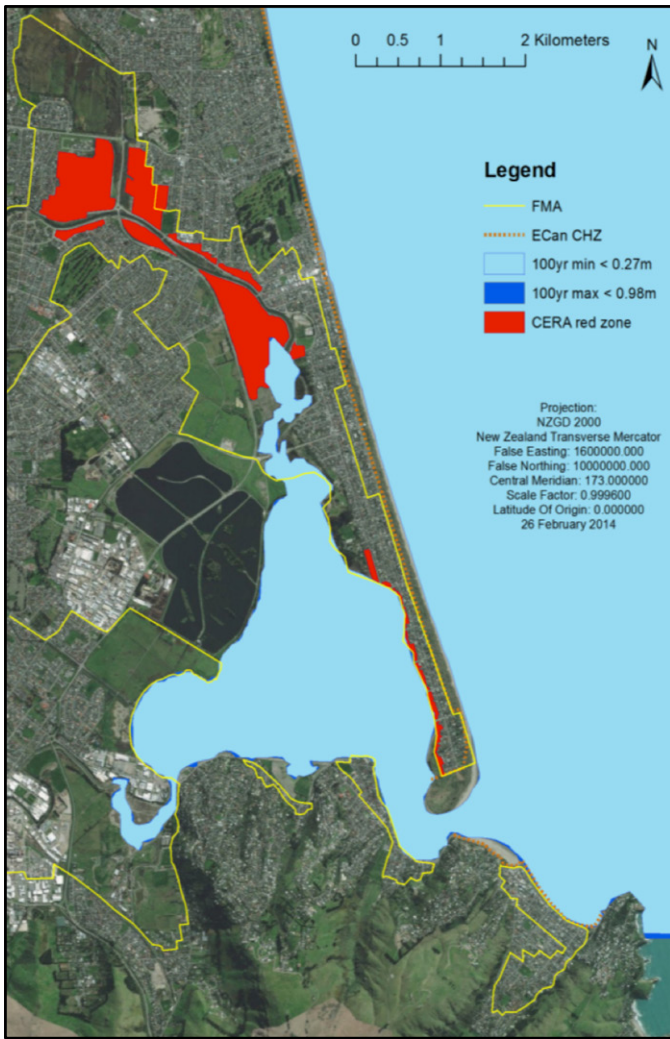 0 0.5 1 2 Kilometers
N
Legend
FMA
ECan CHZ
100yr min < 0.27m
100yr max < 0.98m
CERA red zone
Projection:
NZGD 2000
New Zealand Transverse Mercator
False Easting: 1600000.000
False Northing: 10000000.000
Central Meridian: 173.000000
Scale Factor: 0.999600
Latitude Of Origin: 0.000000
26 February 2014